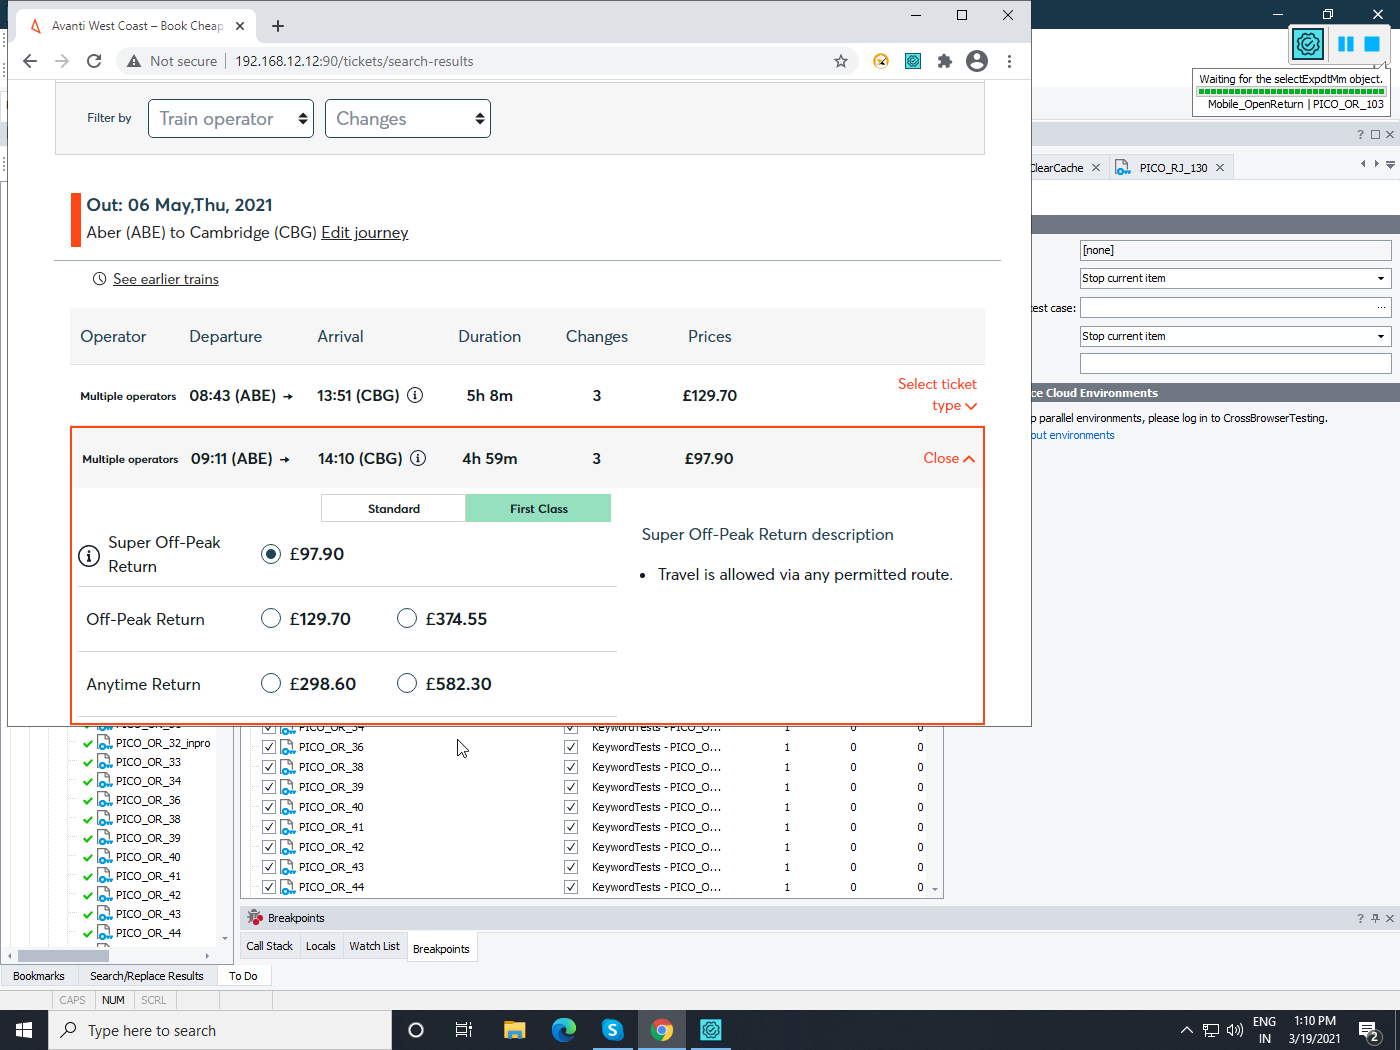 Avanti West Coast – Book Cheap
Not secure
192.168.12.12:90/tickets/search-results
Waiting for the selectExpdtMm object.
Mobile_OpenReturn | PICO_OR_103
Filter by
Train operator
Changes
PICO_RJ_130
Out: 06 May,Thu, 2021
Aber (ABE) to Cambridge (CBG) Edit journey
See earlier trains
Operator Departure Arrival Duration Changes Prices
Multiple operators 08:43 (ABE) → 13:51 (CBG) 5h 8m 3 £129.70
Select ticket
type
Multiple operators 09:11 (ABE) → 14:10 (CBG) 4h 59m 3 £97.90 Close
Standard First Class
Super Off-Peak
Return
£97.90
Super Off-Peak Return description
• Travel is allowed via any permitted route.
Off-Peak Return £129.70 £374.55
Anytime Return £298.60 £582.30
[none]
Stop current item
est case:
Stop current item
ce Cloud Environments
p parallel environments, please log in to CrossBrowserTesting.
out environments
PICO_OR_32_inpro
PICO_OR_33
PICO_OR_34
PICO_OR_36
PICO_OR_38
PICO_OR_39
PICO_OR_40
PICO_OR_41
PICO_OR_42
PICO_OR_43
PICO_OR_44
PICO_OR_34 KeywordTests - PICO_O... 1 0 0
PICO_OR_36 KeywordTests - PICO_O... 1 0 0
PICO_OR_38 KeywordTests - PICO_O... 1 0 0
PICO_OR_39 KeywordTests - PICO_O... 1 0 0
PICO_OR_40 KeywordTests - PICO_O... 1 0 0
PICO_OR_41 KeywordTests - PICO_O... 1 0 0
PICO_OR_42 KeywordTests - PICO_O... 1 0 0
PICO_OR_43 KeywordTests - PICO_O... 1 0 0
PICO_OR_44 KeywordTests - PICO_O... 1 0 0
Breakpoints
Call Stack Locals Watch List Breakpoints
Bookmarks Search/Replace Results To Do
CAPS NUM SCRL
Type here to search
ENG
IN
1:10 PM
3/19/2021
2